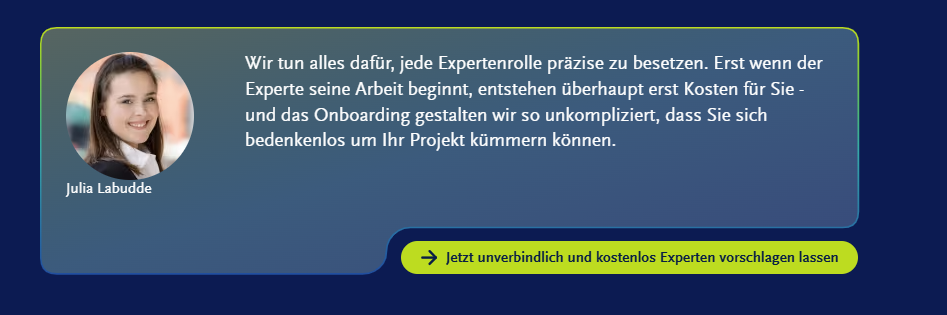 Wir tun alles dafür, jede Expertenrolle präzise zu besetzen. Erst wenn der
Experte seine Arbeit beginnt, entstehen überhaupt erst Kosten für Sie -
und das Onboarding gestalten wir so unkompliziert, dass Sie sich
bedenkenlos um Ihr Projekt kümmern können.
Julia Labudde
Jetzt unverbindlich und kostenlos Experten vorschlagen lassen